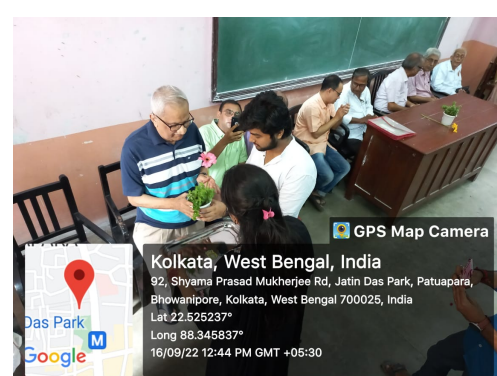 GPS Map Camera
Kolkata, West Bengal, India
92, Shyama Prasad Mukherjee Rd, Jatin Das Park, Patuapara,
Bhowanipore, Kolkata, West Bengal 700025, India
Lat 22.525237°
Long 88.345837°
16/09/22 12:44 PM GMT +05:30
Das Park
M
Google